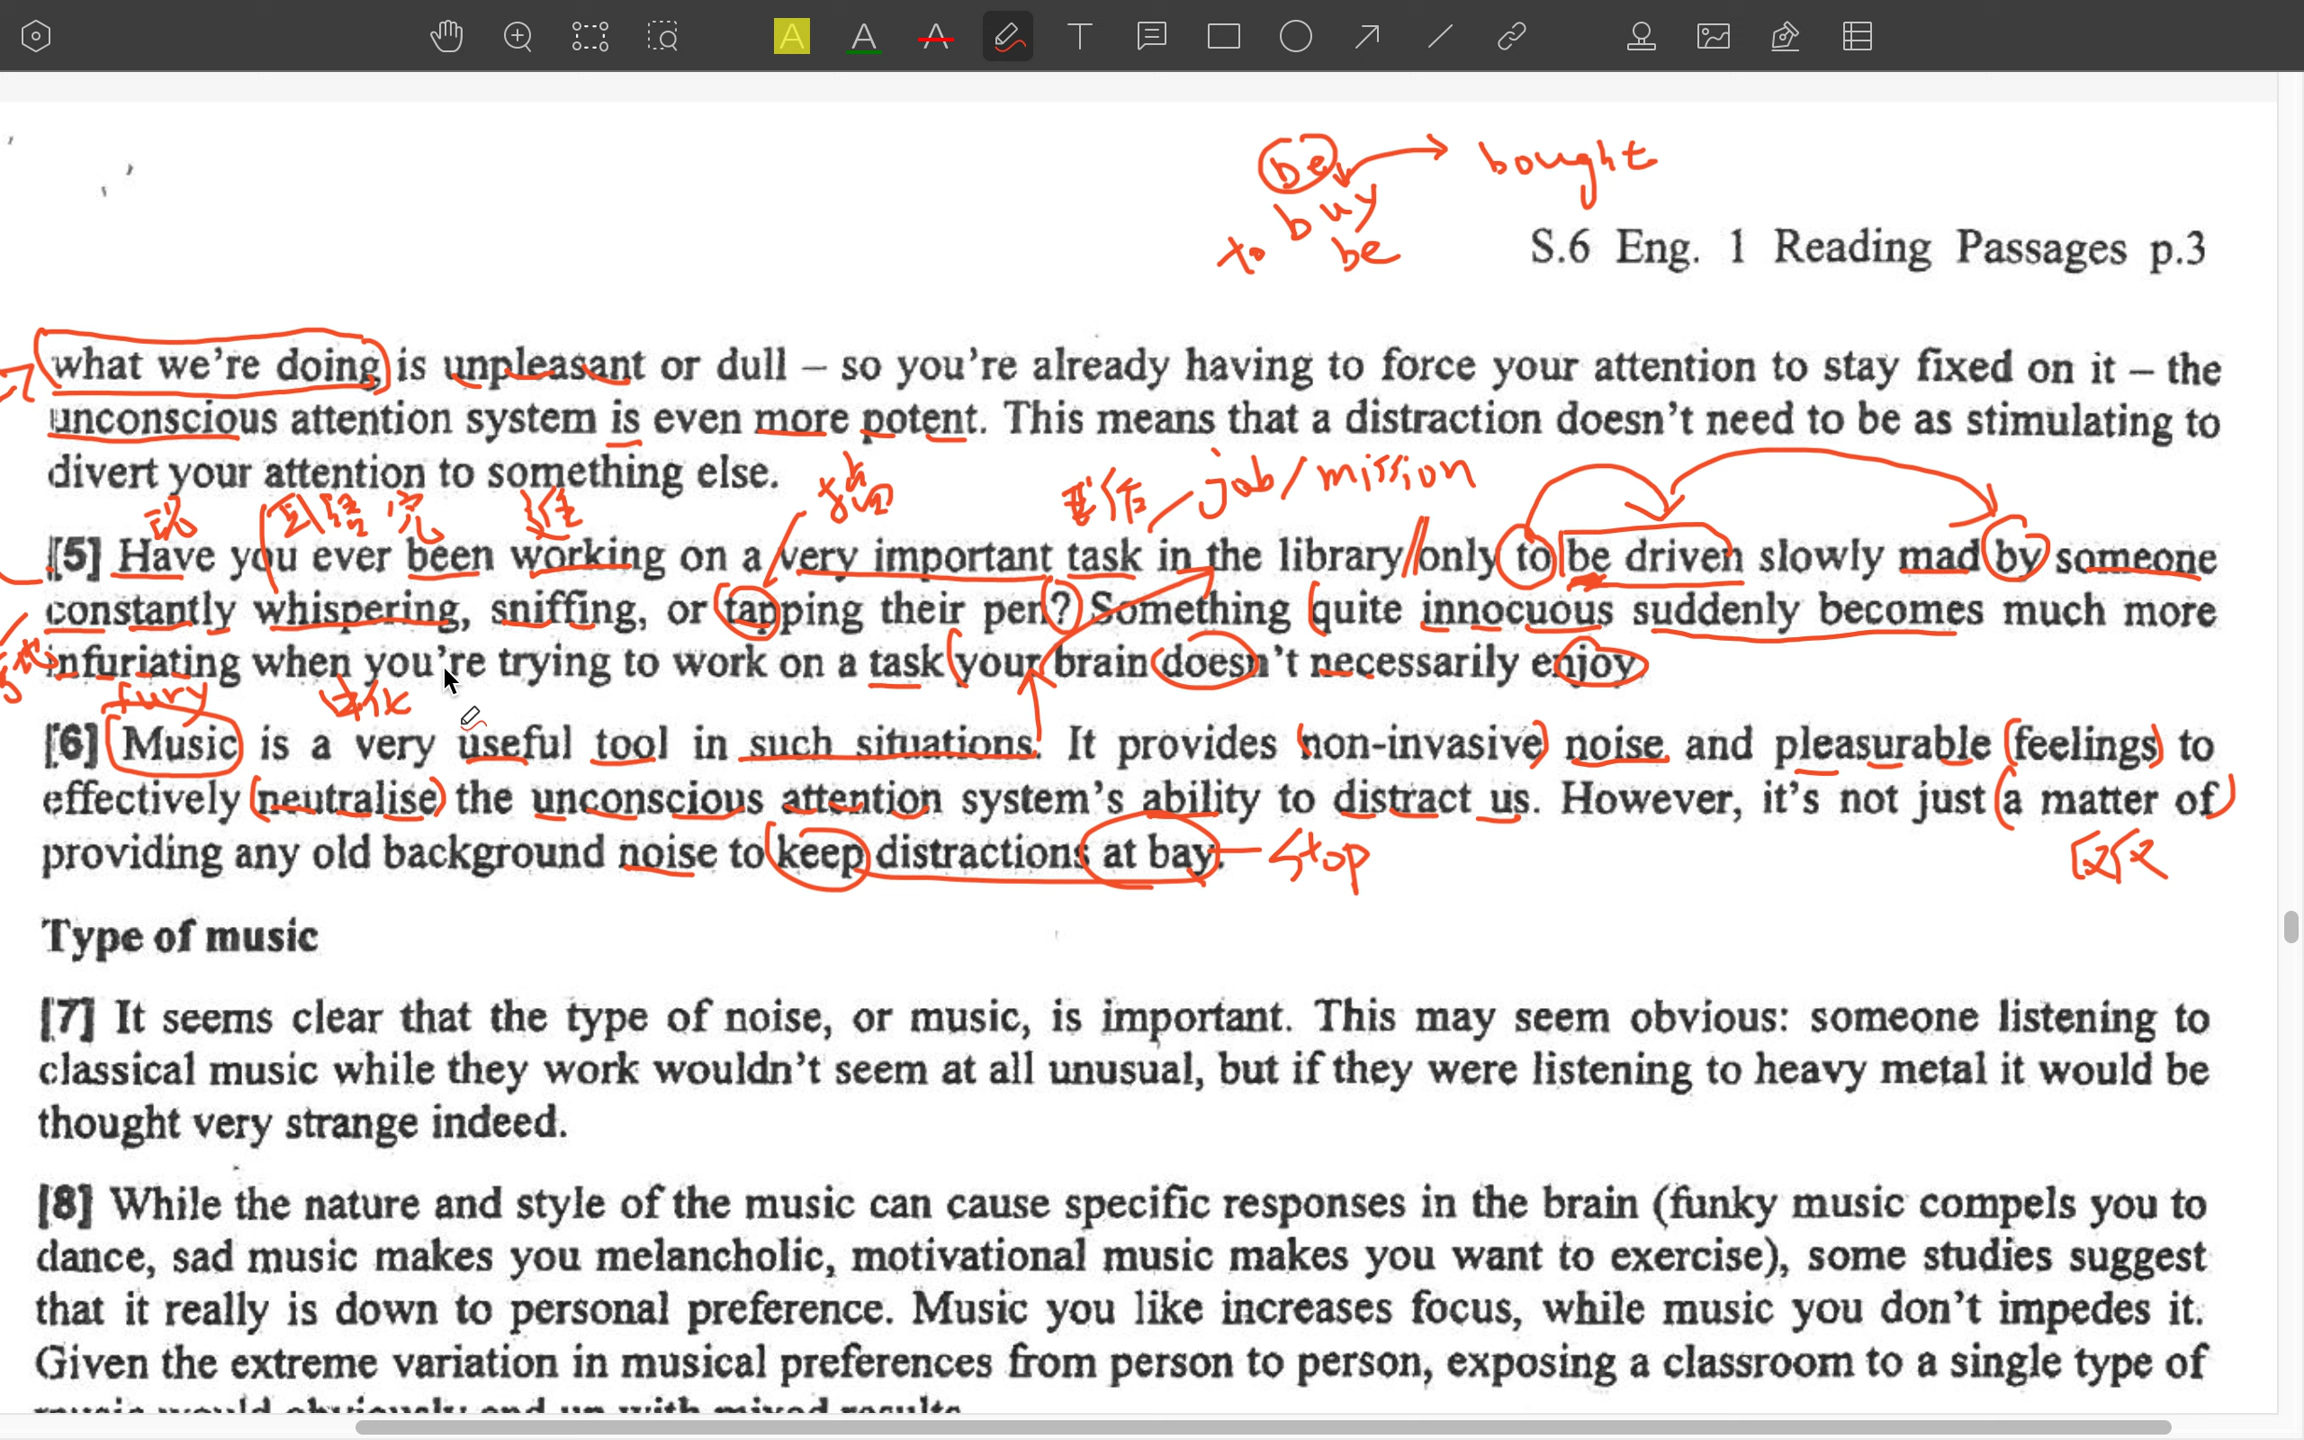 be → bought
buy
to be
S.6 Eng. 1 Reading Passages p.3
what we're doing is unpleasant or dull – so you're already having to force your attention to stay fixed on it – the
unconscious attention system is even more potent. This means that a distraction doesn't need to be as stimulating to
divert your attention to something else.
job/mission
[5] Have you ever been working on a very important task in the library//only to be driven slowly mad by someone
constantly whispering, sniffing, or tapping their pen? Something quite innocuous suddenly becomes much more
infuriating when you're trying to work on a task your brain doesn't necessarily enjoy.
fury
[6] Music is a very useful tool in such situations. It provides non-invasive noise and pleasurable feelings to
effectively neutralise the unconscious attention system's ability to distract us. However, it's not just a matter of
providing any old background noise to keep distractions at bay. Stop
Type of music
[7] It seems clear that the type of noise, or music, is important. This may seem obvious: someone listening to
classical music while they work wouldn't seem at all unusual, but if they were listening to heavy metal it would be
thought very strange indeed.
[8] While the nature and style of the music can cause specific responses in the brain (funky music compels you to
dance, sad music makes you melancholic, motivational music makes you want to exercise), some studies suggest
that it really is down to personal preference. Music you like increases focus, while music you don't impedes it.
Given the extreme variation in musical preferences from person to person, exposing a classroom to a single type of
music would obviously end up with mixed results.